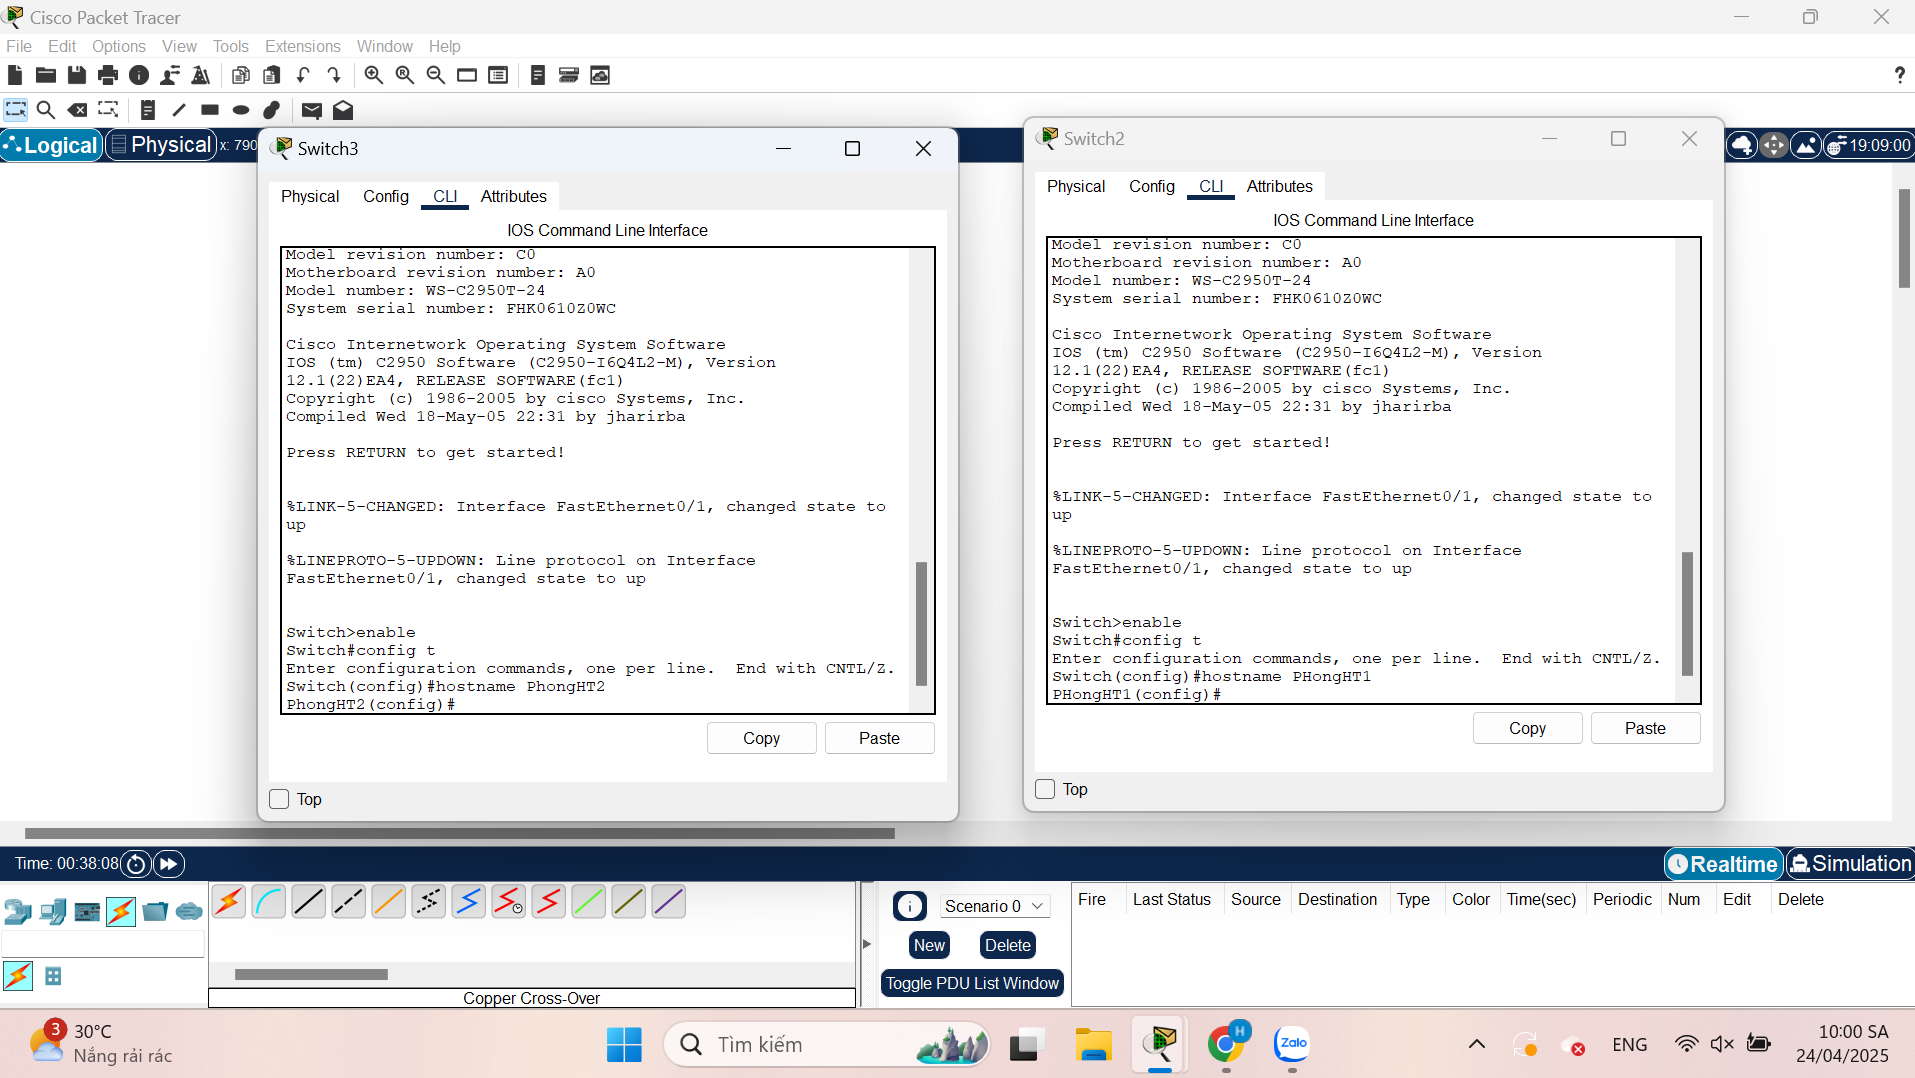 Cisco Packet Tracer
File Edit Options View Tools Extensions Window Help
?
Logical Physical x: 790
19:09:00
Switch3
Physical Config CLI Attributes
IOS Command Line Interface
Model revision number: C0
Motherboard revision number: A0
Model number: WS-C2950T-24
System serial number: FHK0610Z0WC
Cisco Internetwork Operating System Software
IOS (tm) C2950 Software (C2950-I6Q4L2-M), Version
12.1(22)EA4, RELEASE SOFTWARE(fc1)
Copyright (c) 1986-2005 by cisco Systems, Inc.
Compiled Wed 18-May-05 22:31 by jharirba
Press RETURN to get started!
%LINK-5-CHANGED: Interface FastEthernet0/1, changed state to
up
%LINEPROTO-5-UPDOWN: Line protocol on Interface
FastEthernet0/1, changed state to up
Switch>enable
Switch#config t
Enter configuration commands, one per line.  End with CNTL/Z.
Switch(config)#hostname PhongHT2
PhongHT2(config)#
Copy Paste
Top
Switch2
Physical Config CLI Attributes
IOS Command Line Interface
Model revision number: C0
Motherboard revision number: A0
Model number: WS-C2950T-24
System serial number: FHK0610Z0WC
Cisco Internetwork Operating System Software
IOS (tm) C2950 Software (C2950-I6Q4L2-M), Version
12.1(22)EA4, RELEASE SOFTWARE(fc1)
Copyright (c) 1986-2005 by cisco Systems, Inc.
Compiled Wed 18-May-05 22:31 by jharirba
Press RETURN to get started!
%LINK-5-CHANGED: Interface FastEthernet0/1, changed state to
up
%LINEPROTO-5-UPDOWN: Line protocol on Interface
FastEthernet0/1, changed state to up
Switch>enable
Switch#config t
Enter configuration commands, one per line.  End with CNTL/Z.
Switch(config)#hostname PHongHT1
PHongHT1(config)#
Copy Paste
Top
Time: 00:38:08
Realtime Simulation
Scenario 0
New Delete
Toggle PDU List Window
Fire Last Status Source Destination Type Color Time(sec) Periodic Num Edit Delete
Copper Cross-Over
3
30°C
Nắng rải rác
Tìm kiếm
H
Zalo
ENG
10:00 SA
24/04/2025